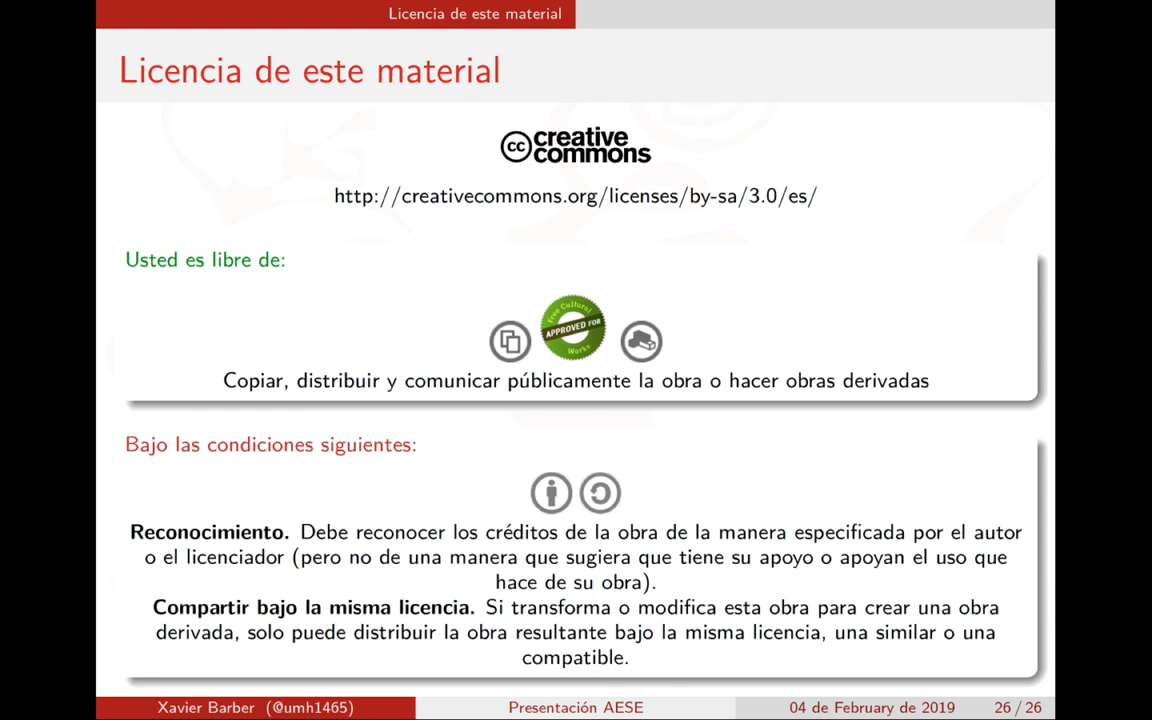 Licencia de este material
Licencia de este material
cc creative
commons
http://creativecommons.org/licenses/by-sa/3.0/es/
Usted es libre de:
Free Cultural
APPROVED FOR
Works
Copiar, distribuir y comunicar públicamente la obra o hacer obras derivadas
Bajo las condiciones siguientes:
Reconocimiento. Debe reconocer los créditos de la obra de la manera especificada por el autor
o el licenciador (pero no de una manera que sugiera que tiene su apoyo o apoyan el uso que
hace de su obra).
Compartir bajo la misma licencia. Si transforma o modifica esta obra para crear una obra
derivada, solo puede distribuir la obra resultante bajo la misma licencia, una similar o una
compatible.
Xavier Barber (@umh1465) Presentación AESE 04 de February de 2019 26 / 26